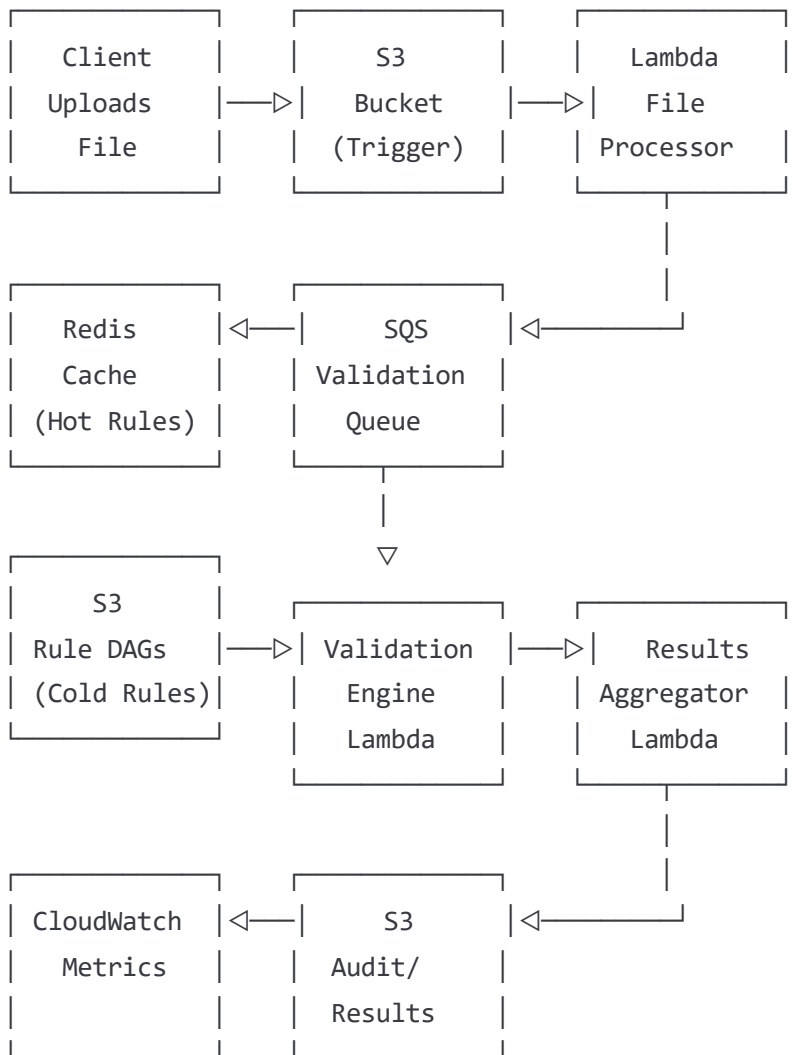 Client
Uploads
File
S3
Bucket
(Trigger)
Lambda
File
Processor
Redis
Cache
(Hot Rules)
SQS
Validation
Queue
S3
Rule DAGs
(Cold Rules)
Validation
Engine
Lambda
Results
Aggregator
Lambda
CloudWatch
Metrics
S3
Audit/
Results